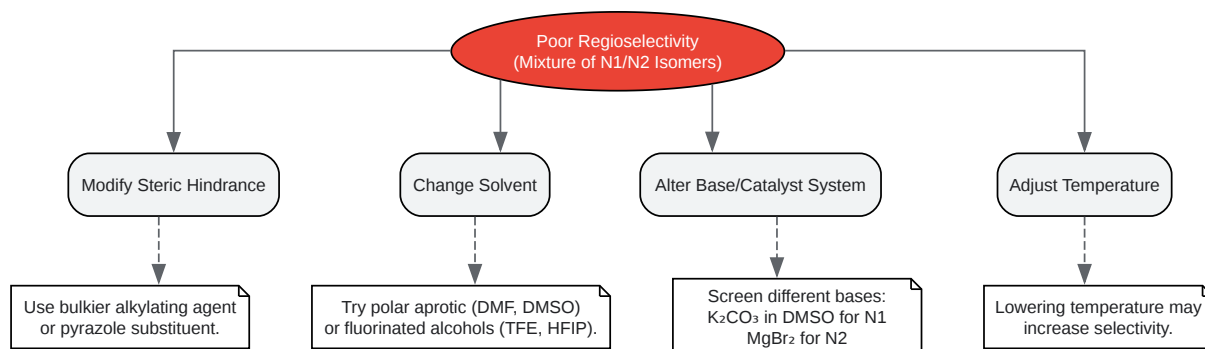 Poor Regioselectivity
(Mixture of N1/N2 Isomers)
Modify Steric Hindrance
Change Solvent
Alter Base/Catalyst System
Adjust Temperature
Use bulkier alkylating agent
or pyrazole substituent.
Try polar aprotic (DMF, DMSO)
or fluorinated alcohols (TFE, HFIP).
Screen different bases:
K₂CO₃ in DMSO for N1
MgBr₂ for N2
Lowering temperature may
increase selectivity.